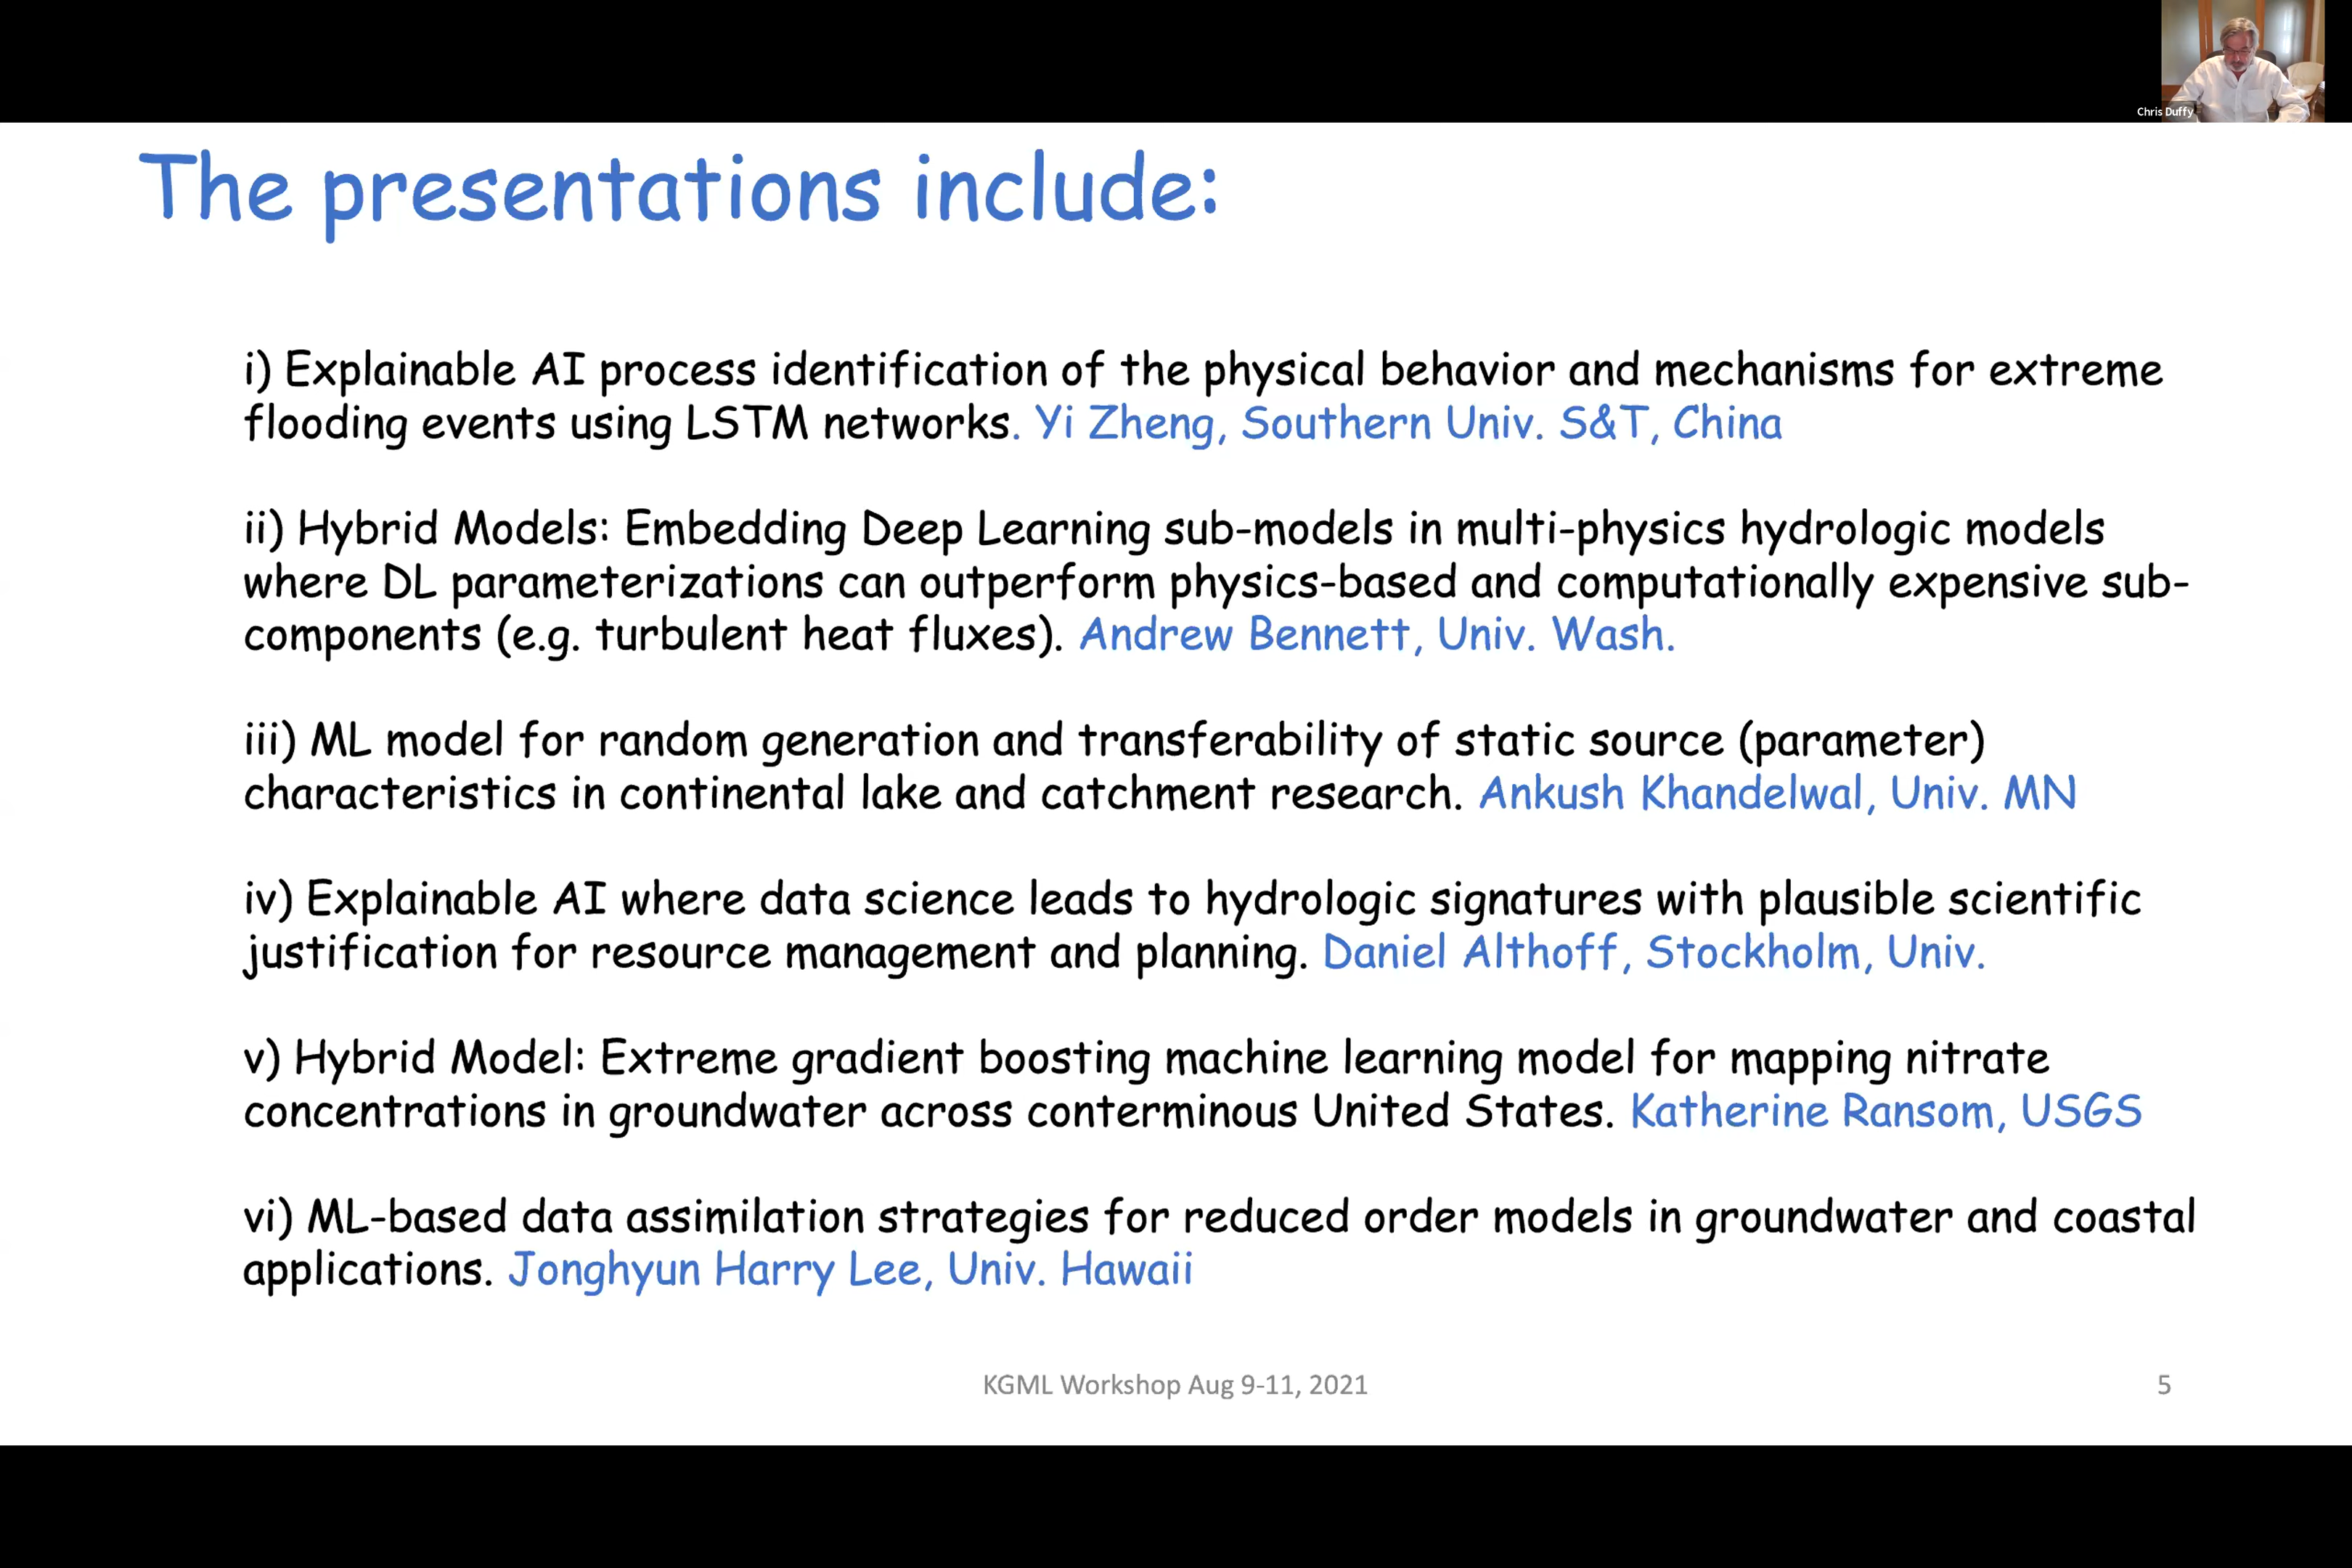 Chris Duffy
The presentations include:
i) Explainable AI process identification of the physical behavior and mechanisms for extreme
flooding events using LSTM networks. Yi Zheng, Southern Univ. S&T, China
ii) Hybrid Models: Embedding Deep Learning sub-models in multi-physics hydrologic models
where DL parameterizations can outperform physics-based and computationally expensive sub-
components (e.g. turbulent heat fluxes). Andrew Bennett, Univ. Wash.
iii) ML model for random generation and transferability of static source (parameter)
characteristics in continental lake and catchment research. Ankush Khandelwal, Univ. MN
iv) Explainable AI where data science leads to hydrologic signatures with plausible scientific
justification for resource management and planning. Daniel Althoff, Stockholm, Univ.
v) Hybrid Model: Extreme gradient boosting machine learning model for mapping nitrate
concentrations in groundwater across conterminous United States. Katherine Ransom, USGS
vi) ML-based data assimilation strategies for reduced order models in groundwater and coastal
applications. Jonghyun Harry Lee, Univ. Hawaii
KGML Workshop Aug 9-11, 2021
5